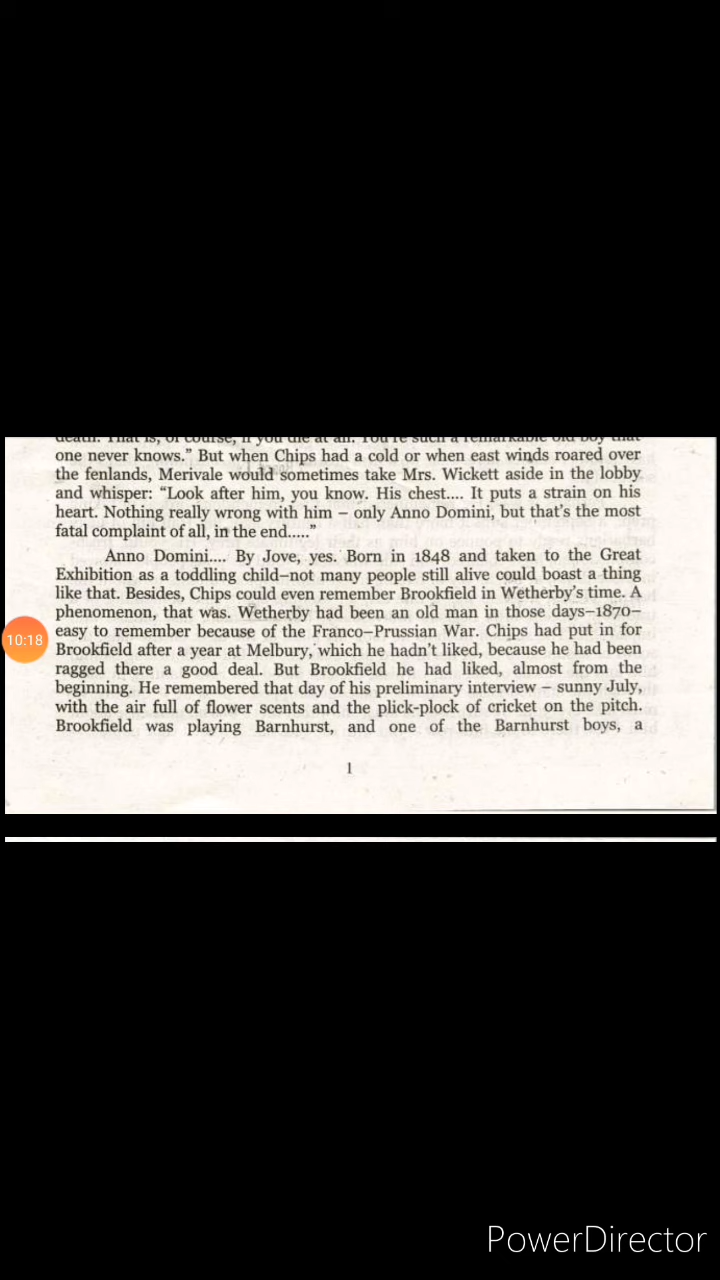 death. That is, of course, if you die at all. You're such a remarkable old boy that
one never knows." But when Chips had a cold or when east winds roared over
the fenlands, Merivale would sometimes take Mrs. Wickett aside in the lobby
and whisper: "Look after him, you know. His chest.... It puts a strain on his
heart. Nothing really wrong with him – only Anno Domini, but that's the most
fatal complaint of all, in the end....."
Anno Domini.... By Jove, yes. Born in 1848 and taken to the Great
Exhibition as a toddling child–not many people still alive could boast a thing
like that. Besides, Chips could even remember Brookfield in Wetherby's time. A
phenomenon, that was. Wetherby had been an old man in those days–1870–
easy to remember because of the Franco–Prussian War. Chips had put in for
Brookfield after a year at Melbury, which he hadn't liked, because he had been
ragged there a good deal. But Brookfield he had liked, almost from the
beginning. He remembered that day of his preliminary interview – sunny July,
with the air full of flower scents and the plick-plock of cricket on the pitch.
Brookfield was playing Barnhurst, and one of the Barnhurst boys, a
1
10:18
PowerDirector